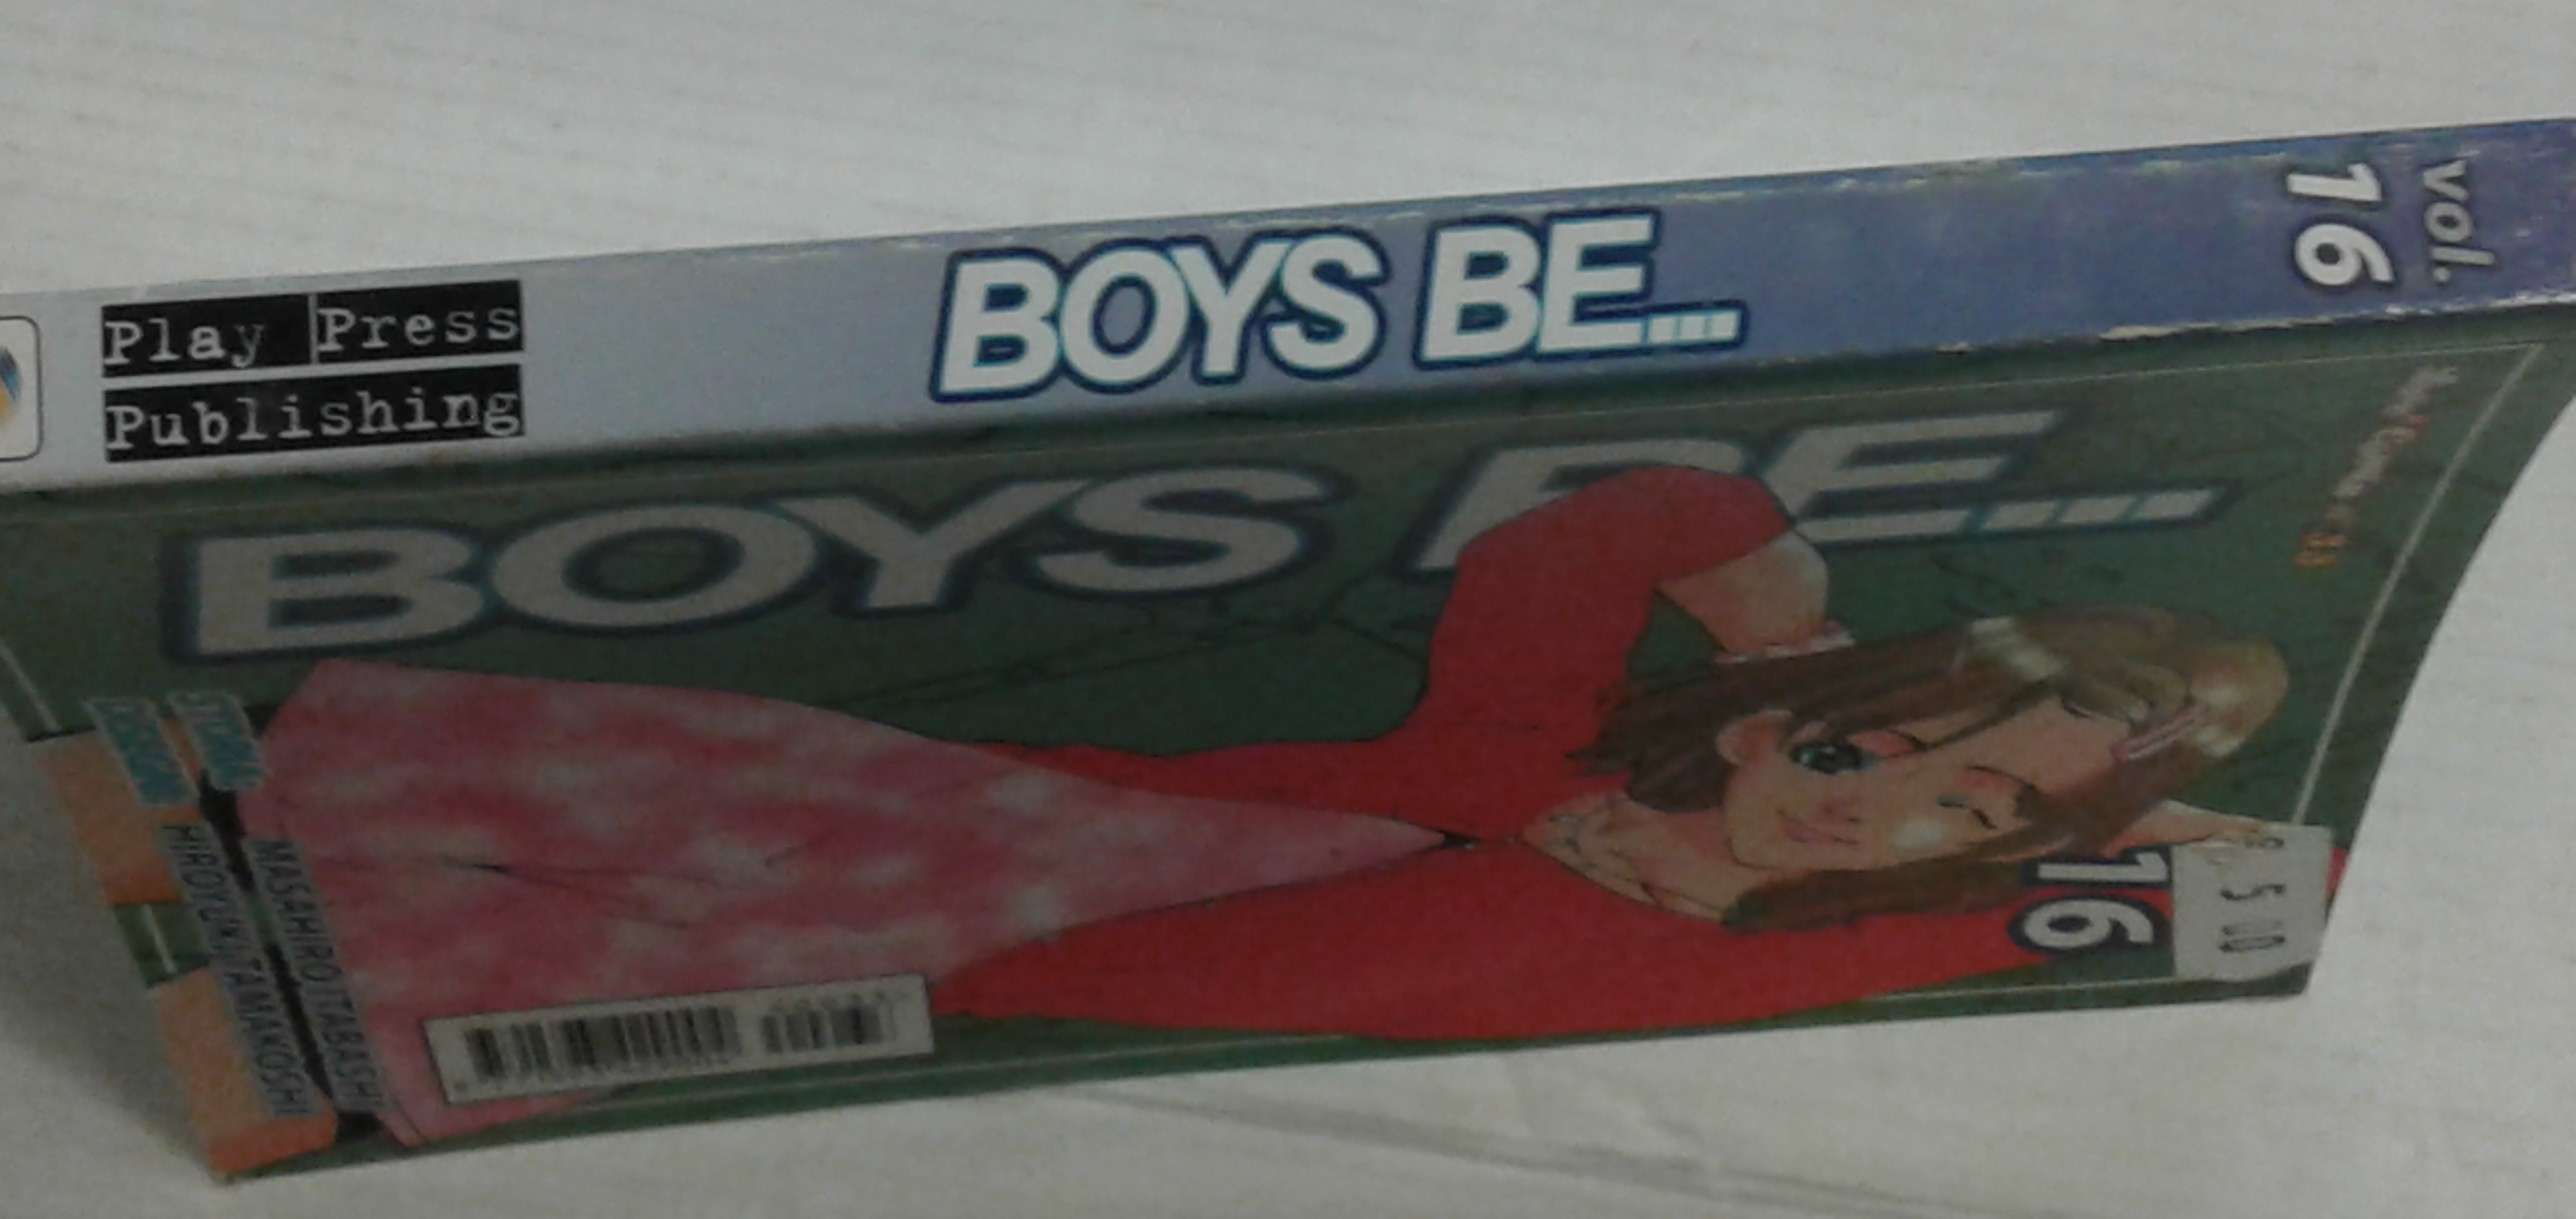 Play Press
Publishing
BOYS BE...
vol.
16
BOYS BE...
16
MASAHIRO ITABASHI
HIROYUKI TAMAKOSHI